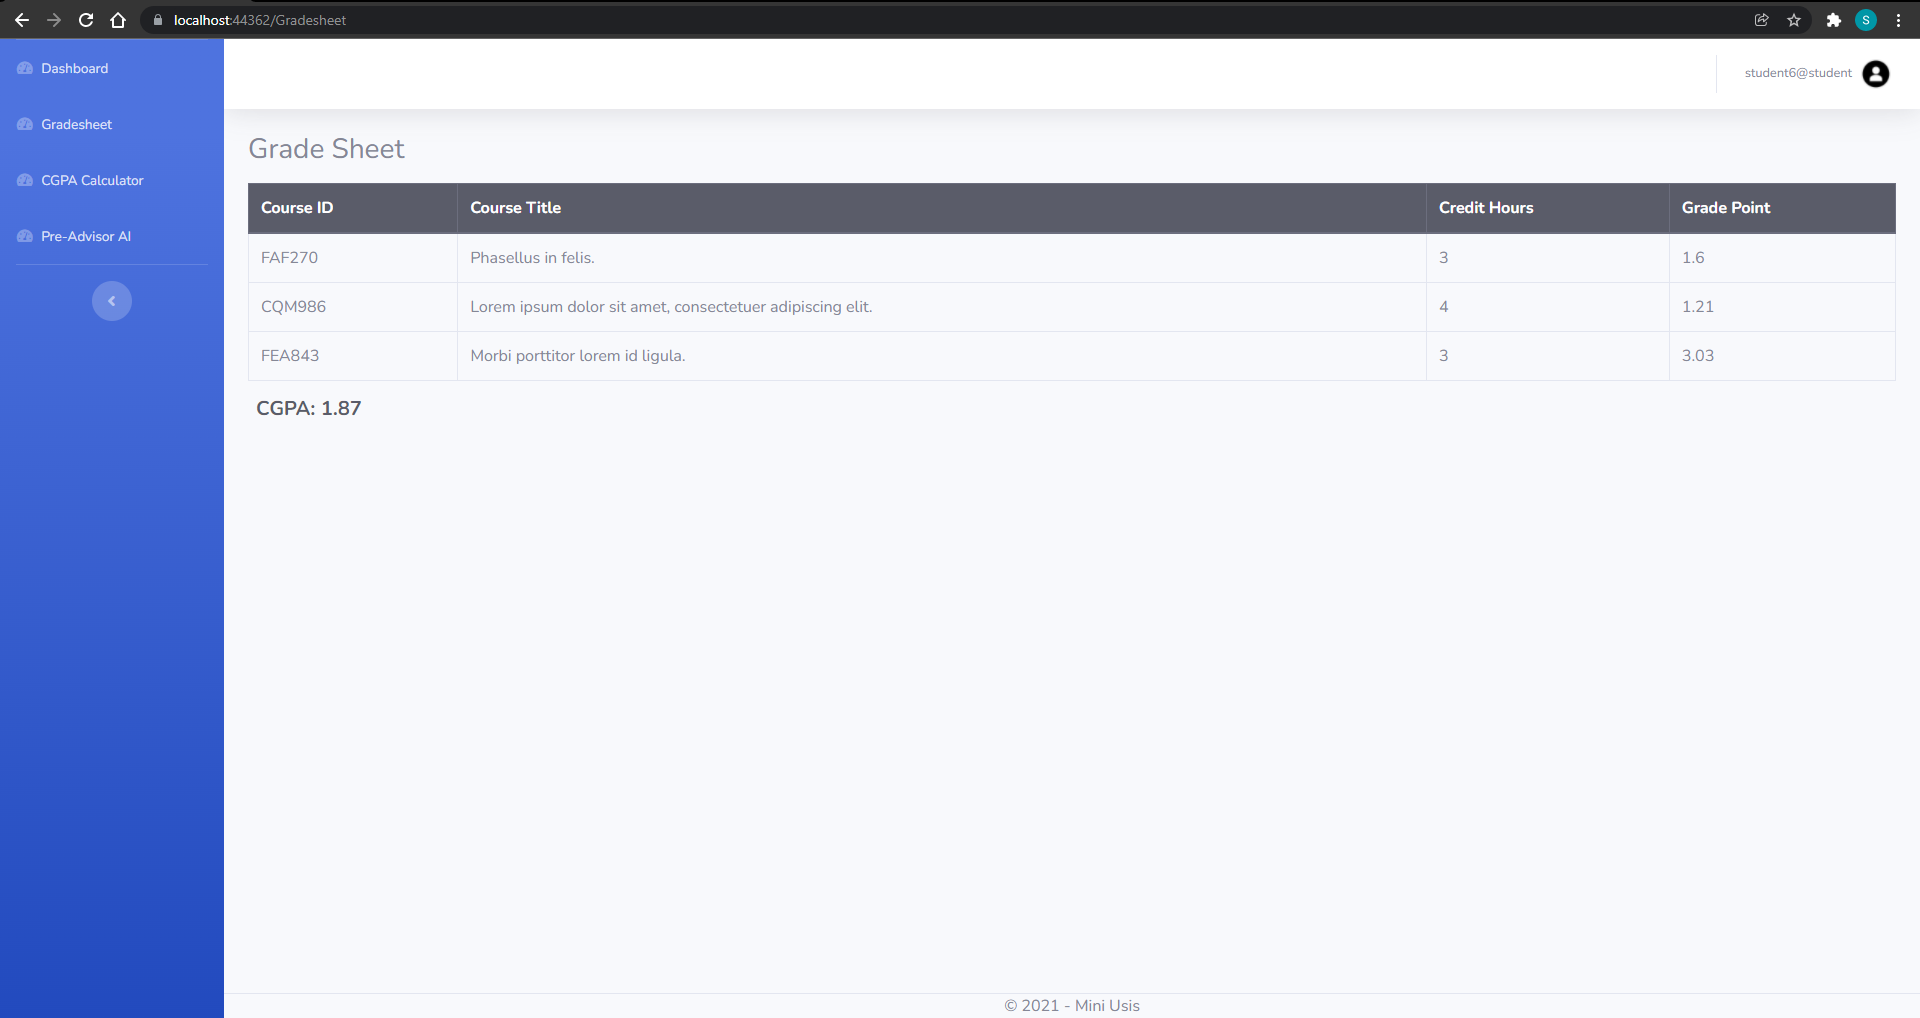 localhost:44362/Gradesheet
S
Dashboard
Gradesheet
CGPA Calculator
Pre-Advisor AI
student6@student
Grade Sheet
Course ID Course Title Credit Hours Grade Point
FAF270 Phasellus in felis. 3 1.6
CQM986 Lorem ipsum dolor sit amet, consectetuer adipiscing elit. 4 1.21
FEA843 Morbi porttitor lorem id ligula. 3 3.03
CGPA: 1.87
© 2021 - Mini Usis